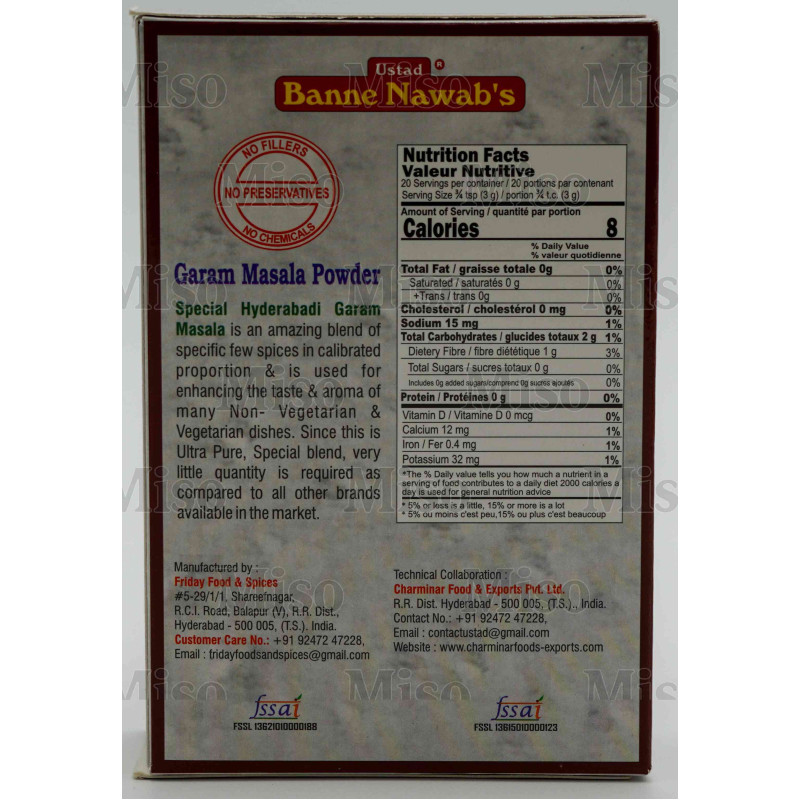 Ustad ®
Banne Nawab's
NO FILLERS
NO PRESERVATIVES
NO CHEMICALS
Garam Masala Powder
Special Hyderabadi Garam
Masala is an amazing blend of
specific few spices in calibrated
proportion & is used for
enhancing the taste & aroma of
many Non- Vegetarian &
Vegetarian dishes. Since this is
Ultra Pure, Special blend, very
little quantity is required as
compared to all other brands
available in the market.
Nutrition Facts
Valeur Nutritive
20 Servings per container / 20 portions par contenant
Serving Size ¾ tsp (3 g) / portion ¾ t.c. (3 g)
Amount of Serving / quantité par portion
Calories 8
% Daily Value
% valeur quotidienne
Total Fat / graisse totale 0g 0%
Saturated / saturatés 0 g 0%
+Trans / trans 0g 0%
Cholesterol / cholestérol 0 mg 0%
Sodium 15 mg 1%
Total Carbohydrates / glucides totaux 2 g 1%
Dietery Fibre / fibre diététique 1 g 3%
Total Sugars / sucres totaux 0 g 0%
Includes 0g added sugars/comprend 0g sucres ajoutés 0%
Protein / Protéines 0 g 0%
Vitamin D / Vitamine D 0 mcg 0%
Calcium 12 mg 1%
Iron / Fer 0.4 mg 1%
Potassium 32 mg 1%
*The % Daily value tells you how much a nutrient in a
serving of food contributes to a daily diet 2000 calories a
day is used for general nutrition advice
* 5% or less is a little, 15% or more is a lot
* 5% ou moins c'est peu,15% ou plus c'est beaucoup
Manufactured by :
Friday Food & Spices
#5-29/1/1, Shareefnagar,
R.C.I. Road, Balapur (V), R.R. Dist.,
Hyderabad - 500 005, (T.S.). India.
Customer Care No.: +91 92472 47228,
Email : fridayfoodsandspices@gmail.com
Technical Collaboration :
Charminar Food & Exports Pvt. Ltd.
R.R. Dist. Hyderabad - 500 005, (T.S.)., India.
Contact No.: +91 92472 47228,
Email : contactustad@gmail.com
Website : www.charminarfoods-exports.com
fssai
FSSL 13621010000188
fssai
FSSL 13615010000123
Miso